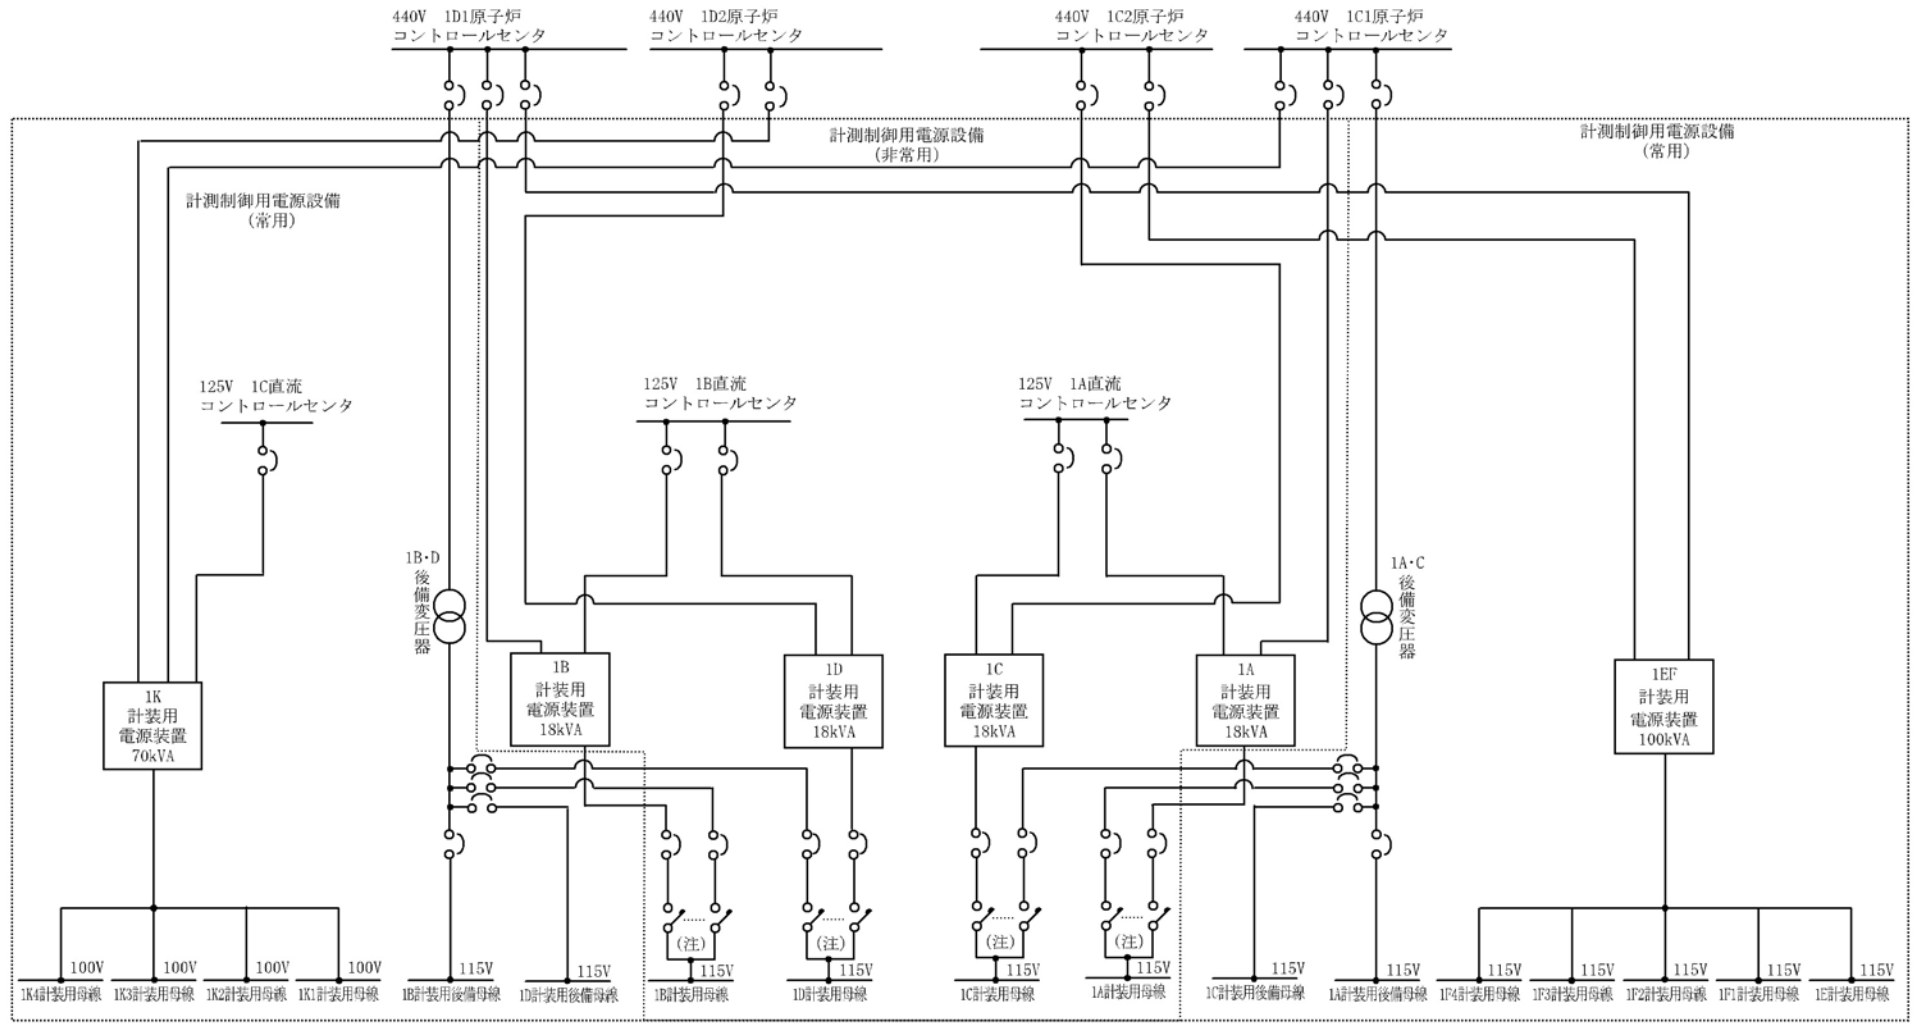 440V 1D1原子炉
コントロールセンタ
440V 1D2原子炉
コントロールセンタ
440V 1C2原子炉
コントロールセンタ
440V 1C1原子炉
コントロールセンタ
計測制御用電源設備
(非常用)
計測制御用電源設備
(常用)
計測制御用電源設備
(常用)
125V 1C直流
コントロールセンタ
125V 1B直流
コントロールセンタ
125V 1A直流
コントロールセンタ
1B・D
後
備
変
圧
器
1A・C
後
備
変
圧
器
1K
計装用
電源装置
70kVA
1B
計装用
電源装置
18kVA
1D
計装用
電源装置
18kVA
1C
計装用
電源装置
18kVA
1A
計装用
電源装置
18kVA
1EF
計装用
電源装置
100kVA
(注)
(注)
(注)
(注)
100V
1K4計装用母線
100V
1K3計装用母線
100V
1K2計装用母線
100V
1K1計装用母線
115V
1B計装用後備母線
115V
1D計装用後備母線
115V
1B計装用母線
115V
1D計装用母線
115V
1C計装用母線
115V
1A計装用母線
115V
1C計装用後備母線
115V
1A計装用後備母線
115V
1F4計装用母線
115V
1F3計装用母線
115V
1F2計装用母線
115V
1F1計装用母線
115V
1E計装用母線